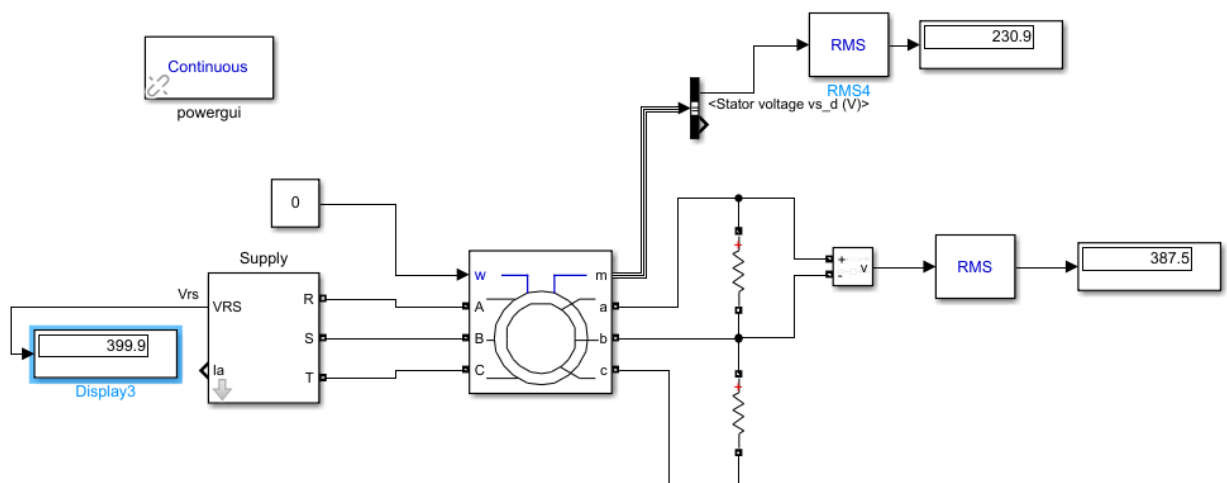 RMS
230.9
RMS4
Continuous
powergui
<Stator voltage vs_d (V)>
0
Supply
w
m
Vrs
VRS
R
A
a
+
-
v
RMS
387.5
399.9
S
B
b
Ia
T
C
c
Display3
+
+